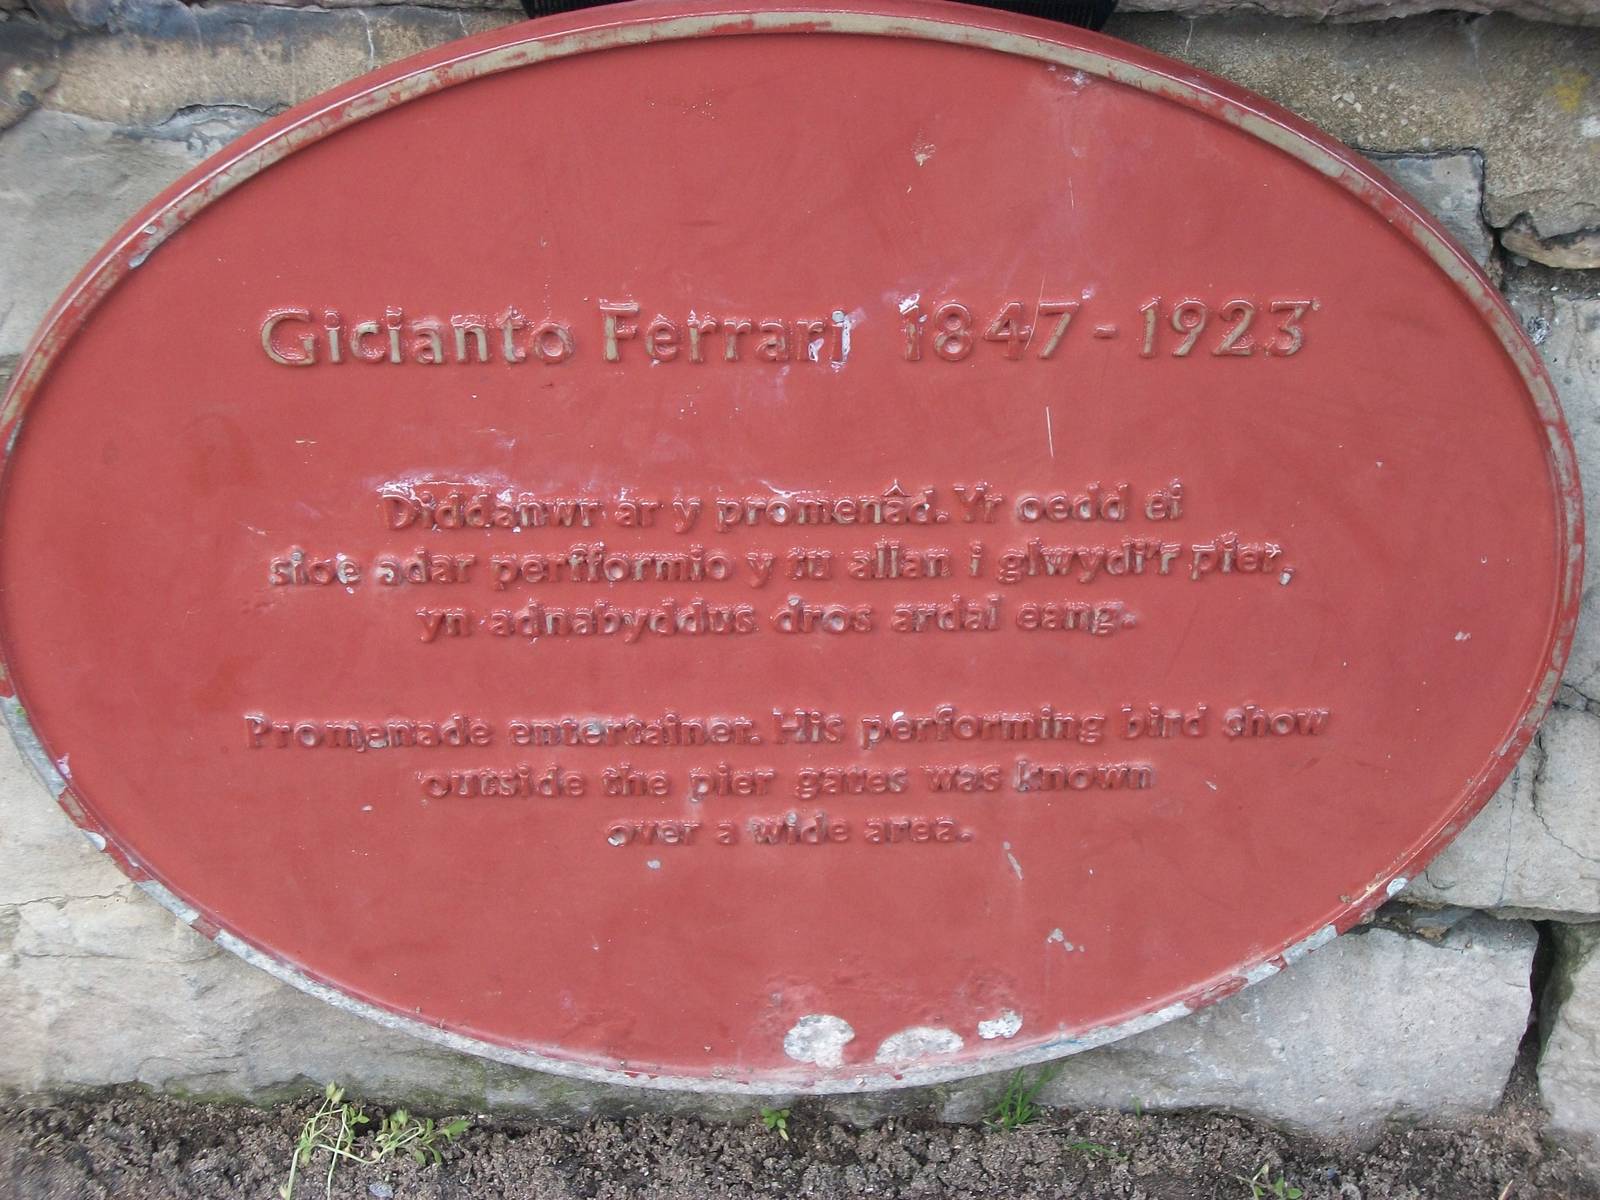 Gicianto Ferrari 1847-1923
Diddanwr ar y promenâd. Yr oedd ei
sioe adar perfformio y tu allan i glwydi'r pier,
yn adnabyddus dros ardal eang.
Promenade entertainer. His performing bird show
outside the pier gates was known
over a wide area.